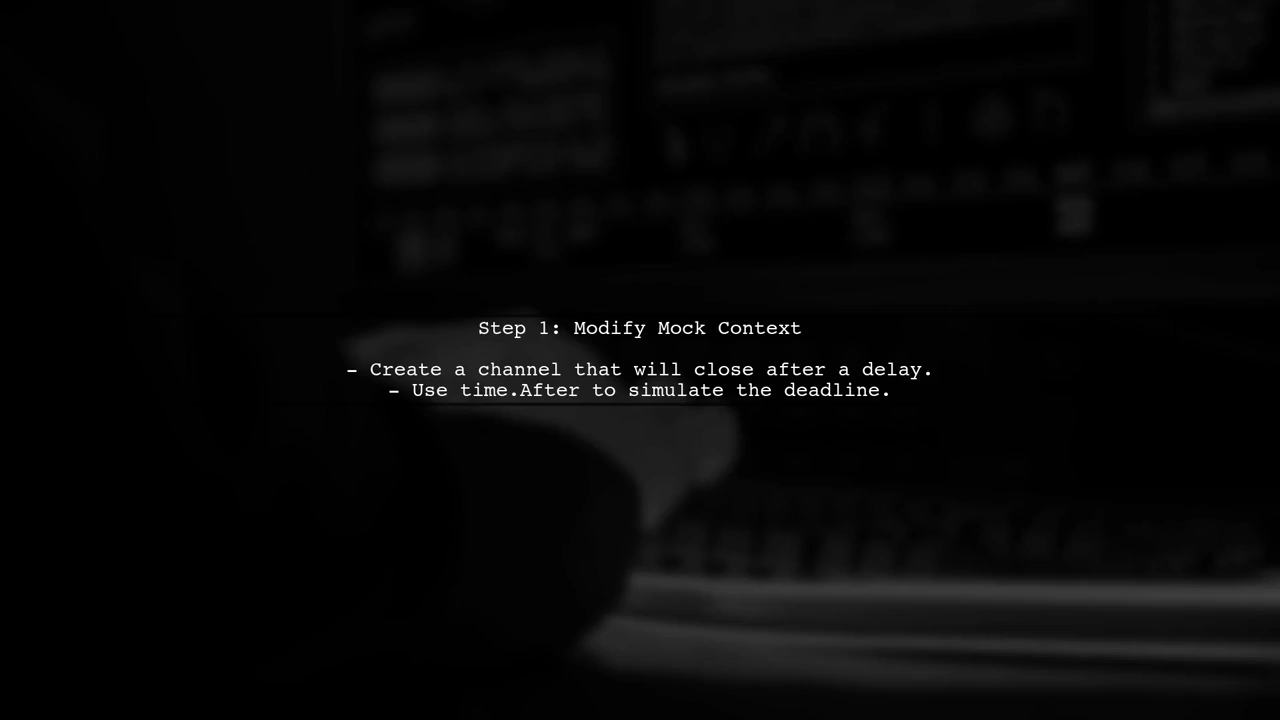 Step 1: Modify Mock Context
– Create a channel that will close after a delay.
– Use time.After to simulate the deadline.